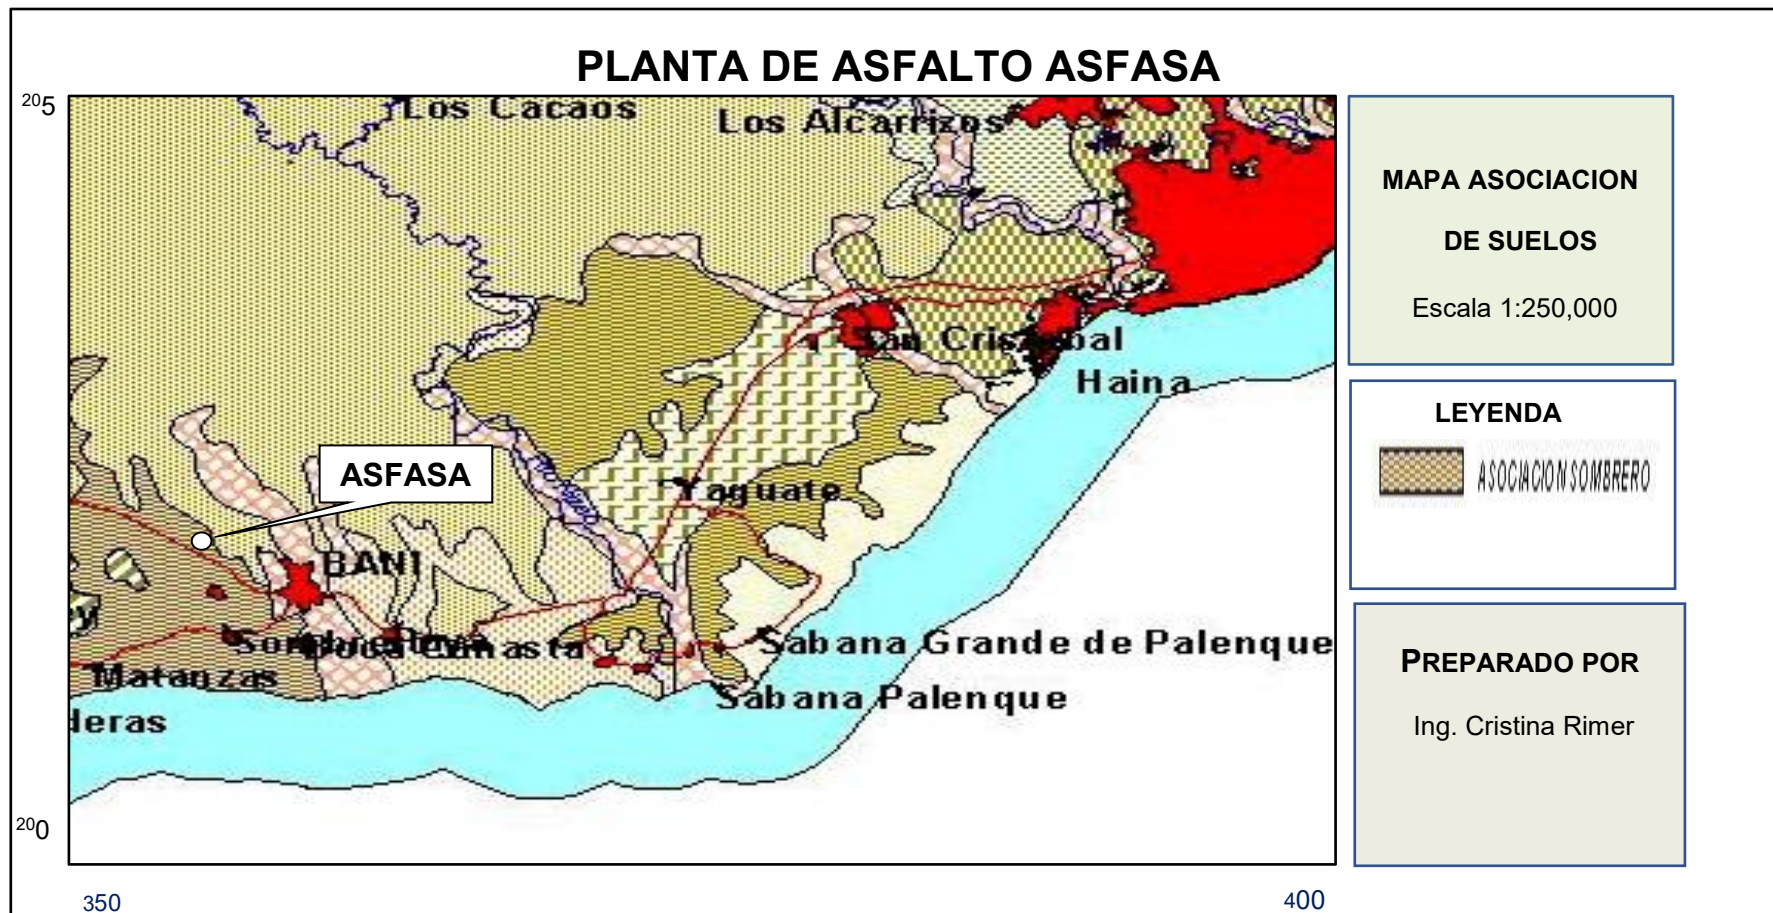 PLANTA DE ASFALTO ASFASA
205
Los Cacaos
Los Alcarrizos
MAPA ASOCIACION
DE SUELOS
Escala 1:250,000
San Cristobal
Haina
LEYENDA
ASOCIACION SOMBRERO
ASFASA
Yaguate
BANI
Sabana Grande de Palenque
Matanzas
Sabana Palenque
deras
PREPARADO POR
Ing. Cristina Rimer
200
350
400